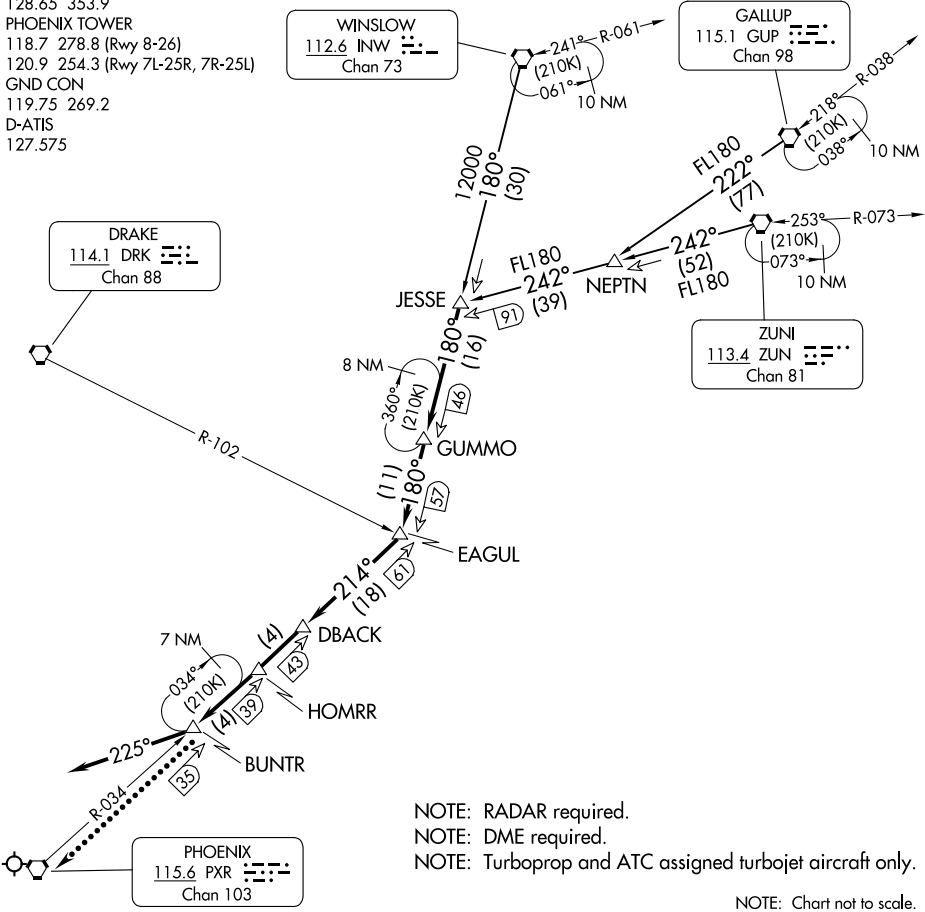 128.65 353.9
PHOENIX TOWER
118.7 278.8 (Rwy 8-26)
120.9 254.3 (Rwy 7L-25R, 7R-25L)
GND CON
119.75 269.2
D-ATIS
127.575
WINSLOW
112.6 INW
Chan 73
241°
R-061
(210K)
061°
10 NM
GALLUP
115.1 GUP
Chan 98
R-038
218°
(210K)
038°
10 NM
12000
180°
(30)
FL180
222°
(77)
253°
R-073
(210K)
073°
10 NM
242°
(52)
FL180
NEPTN
FL180
242°
(39)
91
JESSE
DRAKE
114.1 DRK
Chan 88
ZUNI
113.4 ZUN
Chan 81
180°
(16)
8 NM
360°
(210K)
46
GUMMO
R-102
(11)
180°
57
EAGUL
61
214°
(18)
DBACK
(4)
43
7 NM
034°
(210K)
HOMRR
39
(4)
BUNTR
225°
35
R-034
PHOENIX
115.6 PXR
Chan 103
NOTE: RADAR required.
NOTE: DME required.
NOTE: Turboprop and ATC assigned turbojet aircraft only.
NOTE: Chart not to scale.